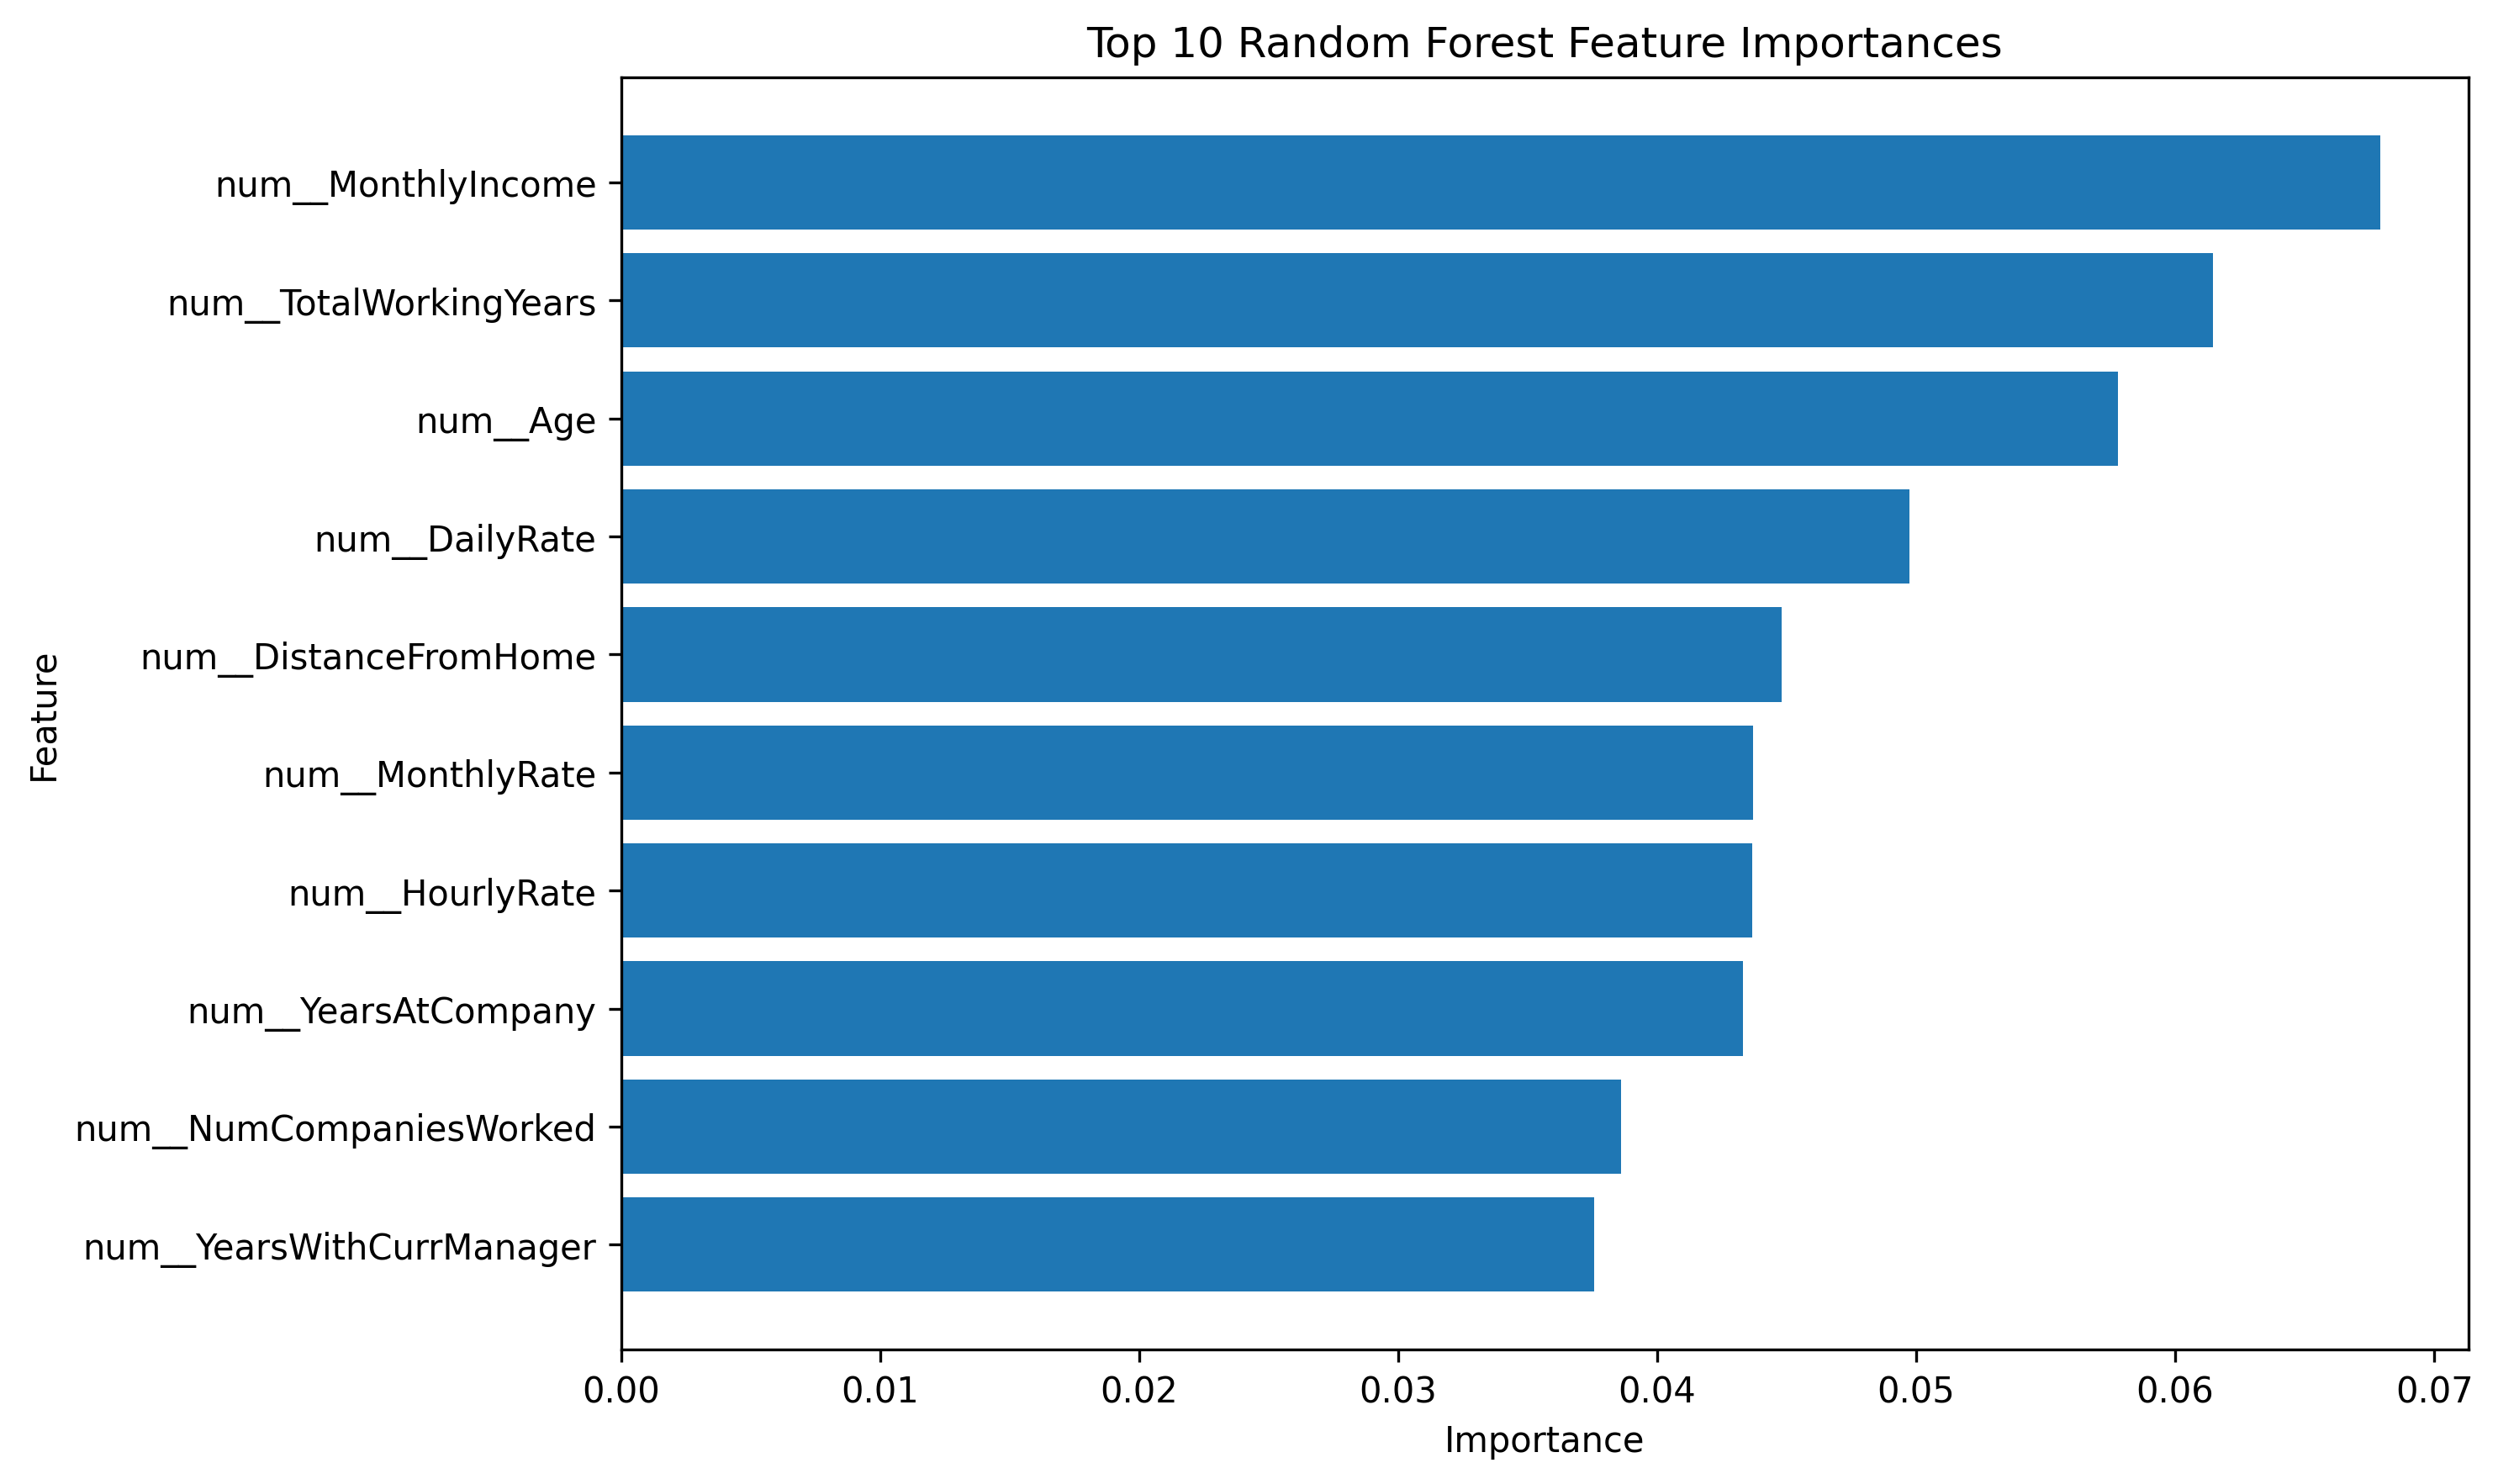 Top 10 Random Forest Feature Importances
num__MonthlyIncome
num__TotalWorkingYears
num__Age
num__DailyRate
num__DistanceFromHome
num__MonthlyRate
num__HourlyRate
num__YearsAtCompany
num__NumCompaniesWorked
num__YearsWithCurrManager
Feature
0.00 0.01 0.02 0.03 0.04 0.05 0.06 0.07
Importance